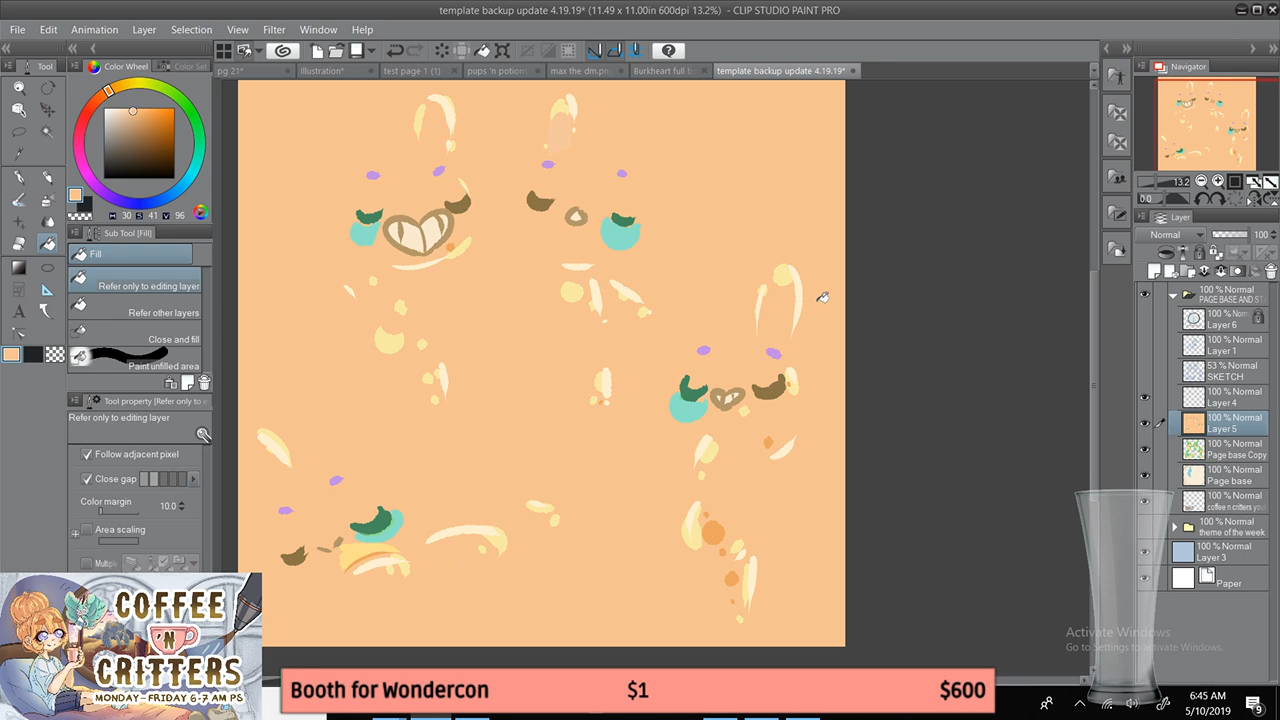 template backup update 4.19.19* (11.49 x 11.00in 600dpi 13.2%) - CLIP STUDIO PAINT PRO
File Edit Animation Layer Selection View Filter Window Help
pg 21* Illustration* test page 1 (1) pups 'n potions max the dm.png Burkheart full b template backup update 4.19.19*
Tool Color Wheel Color Set Navigator
13.2
0.0
H 30 S 41 V 96
Sub Tool [Fill]
Fill
Refer only to editing layer
Refer other layers
Close and fill
Paint unfilled area
Tool property [Refer only to e
Refer only to editing layer
Follow adjacent pixel
Close gap
Color margin
10.0
Area scaling
Multipl
Layer
Normal 100
100 % Normal
PAGE BASE AND ST
100 % Norm
Layer 6
100 % Normal
Layer 1
53 % Normal
SKETCH
100 % Normal
Layer 4
100 % Normal
Layer 5
100 % Normal
Page base Copy
100 % Normal
Page base
100 % Normal
coffee n critters you
100 % Normal
theme of the week
100 % Normal
Layer 3
Paper
Activate Windows
Go to Settings to activate Windows.
COFFEE
'N
CRITTERS
MONDAY-FRIDAY 6-7 AM PS
Booth for Wondercon $1 $600
6:45 AM
5/10/2019
9